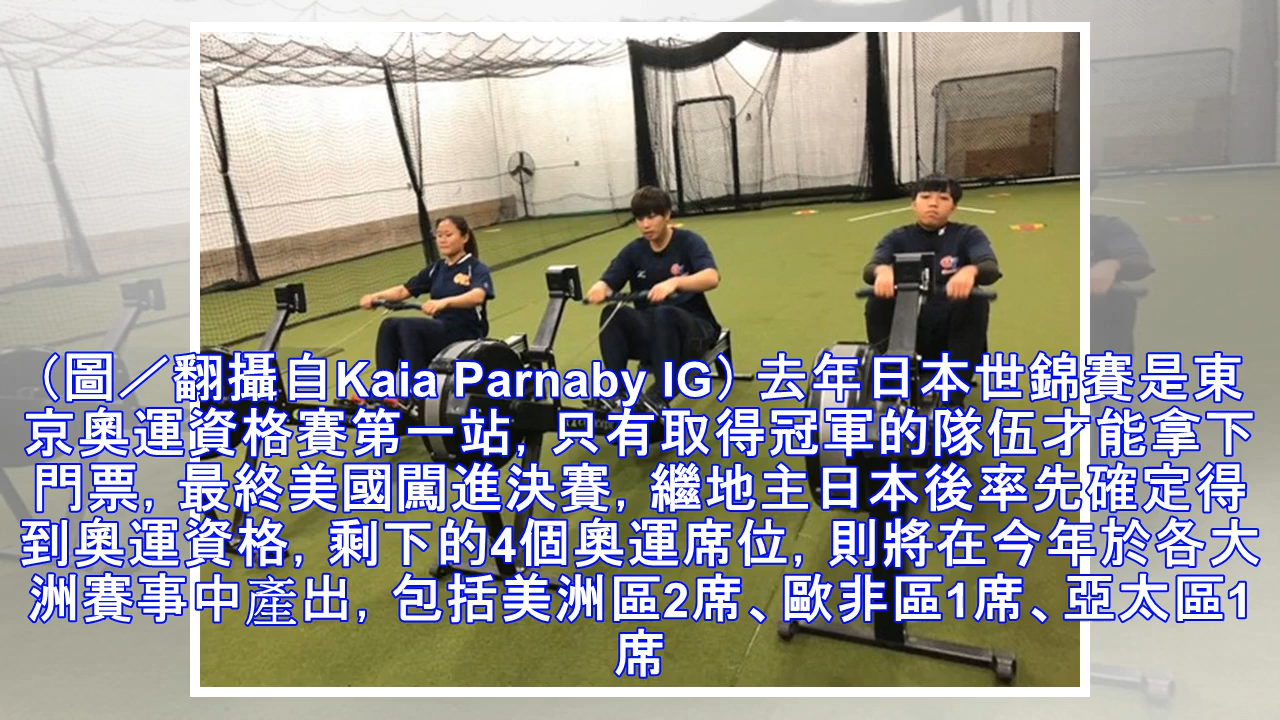 （圖／翻攝自Kaia Parnaby IG）去年日本世錦賽是東
京奧運資格賽第一站, 只有取得冠軍的隊伍才能拿下
門票, 最終美國闖進決賽, 繼地主日本後率先確定得
到奧運資格, 剩下的4個奧運席位, 則將在今年於各大
洲賽事中產出, 包括美洲區2席、歐非區1席、亞太區1
席